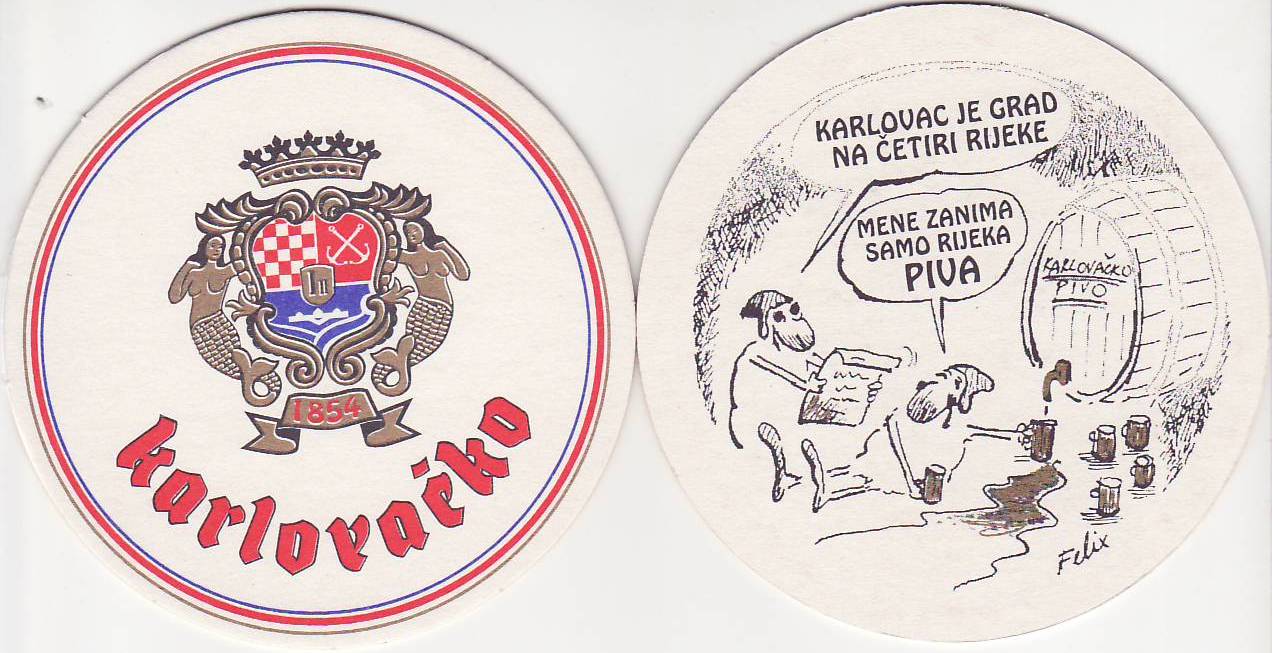 1854
karlovačko
KARLOVAC JE GRAD
NA ČETIRI RIJEKE
MENE ZANIMA
SAMO RIJEKA
PIVA
KARLOVAČKO
PIVO
Felix